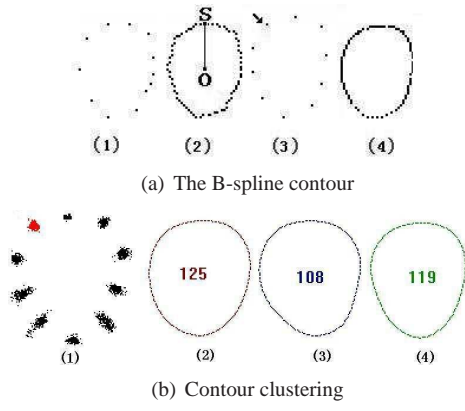 S
O
(1) (2) (3) (4)
(a) The B-spline contour
125 108 119
(1) (2) (3) (4)
(b) Contour clustering